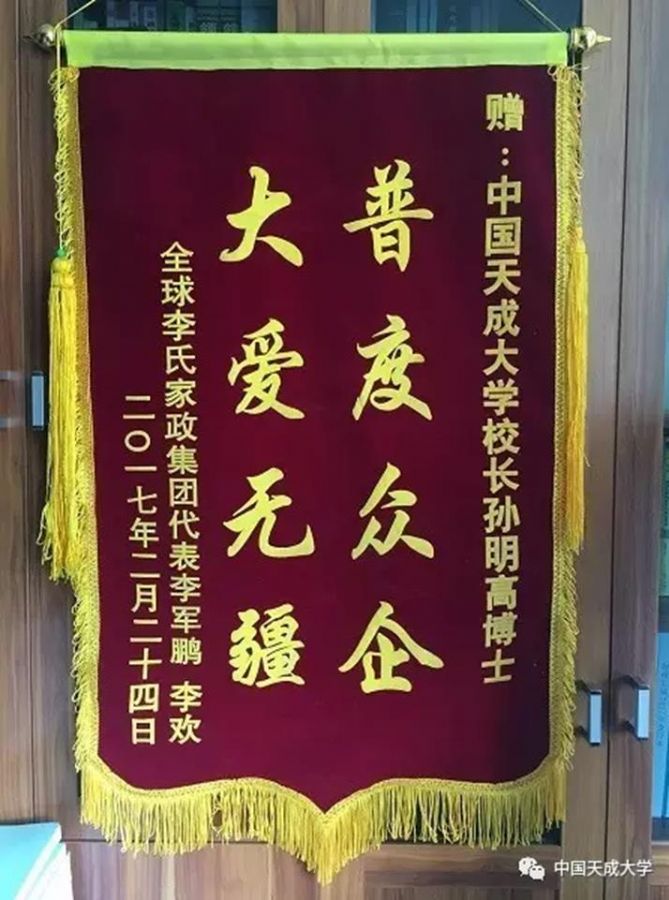 赠：中国天成大学校长孙明高博士
普度众企
大爱无疆
全球李氏家政集团代表李军鹏 李欢
二〇一七年二月二十四日
中国天成大学